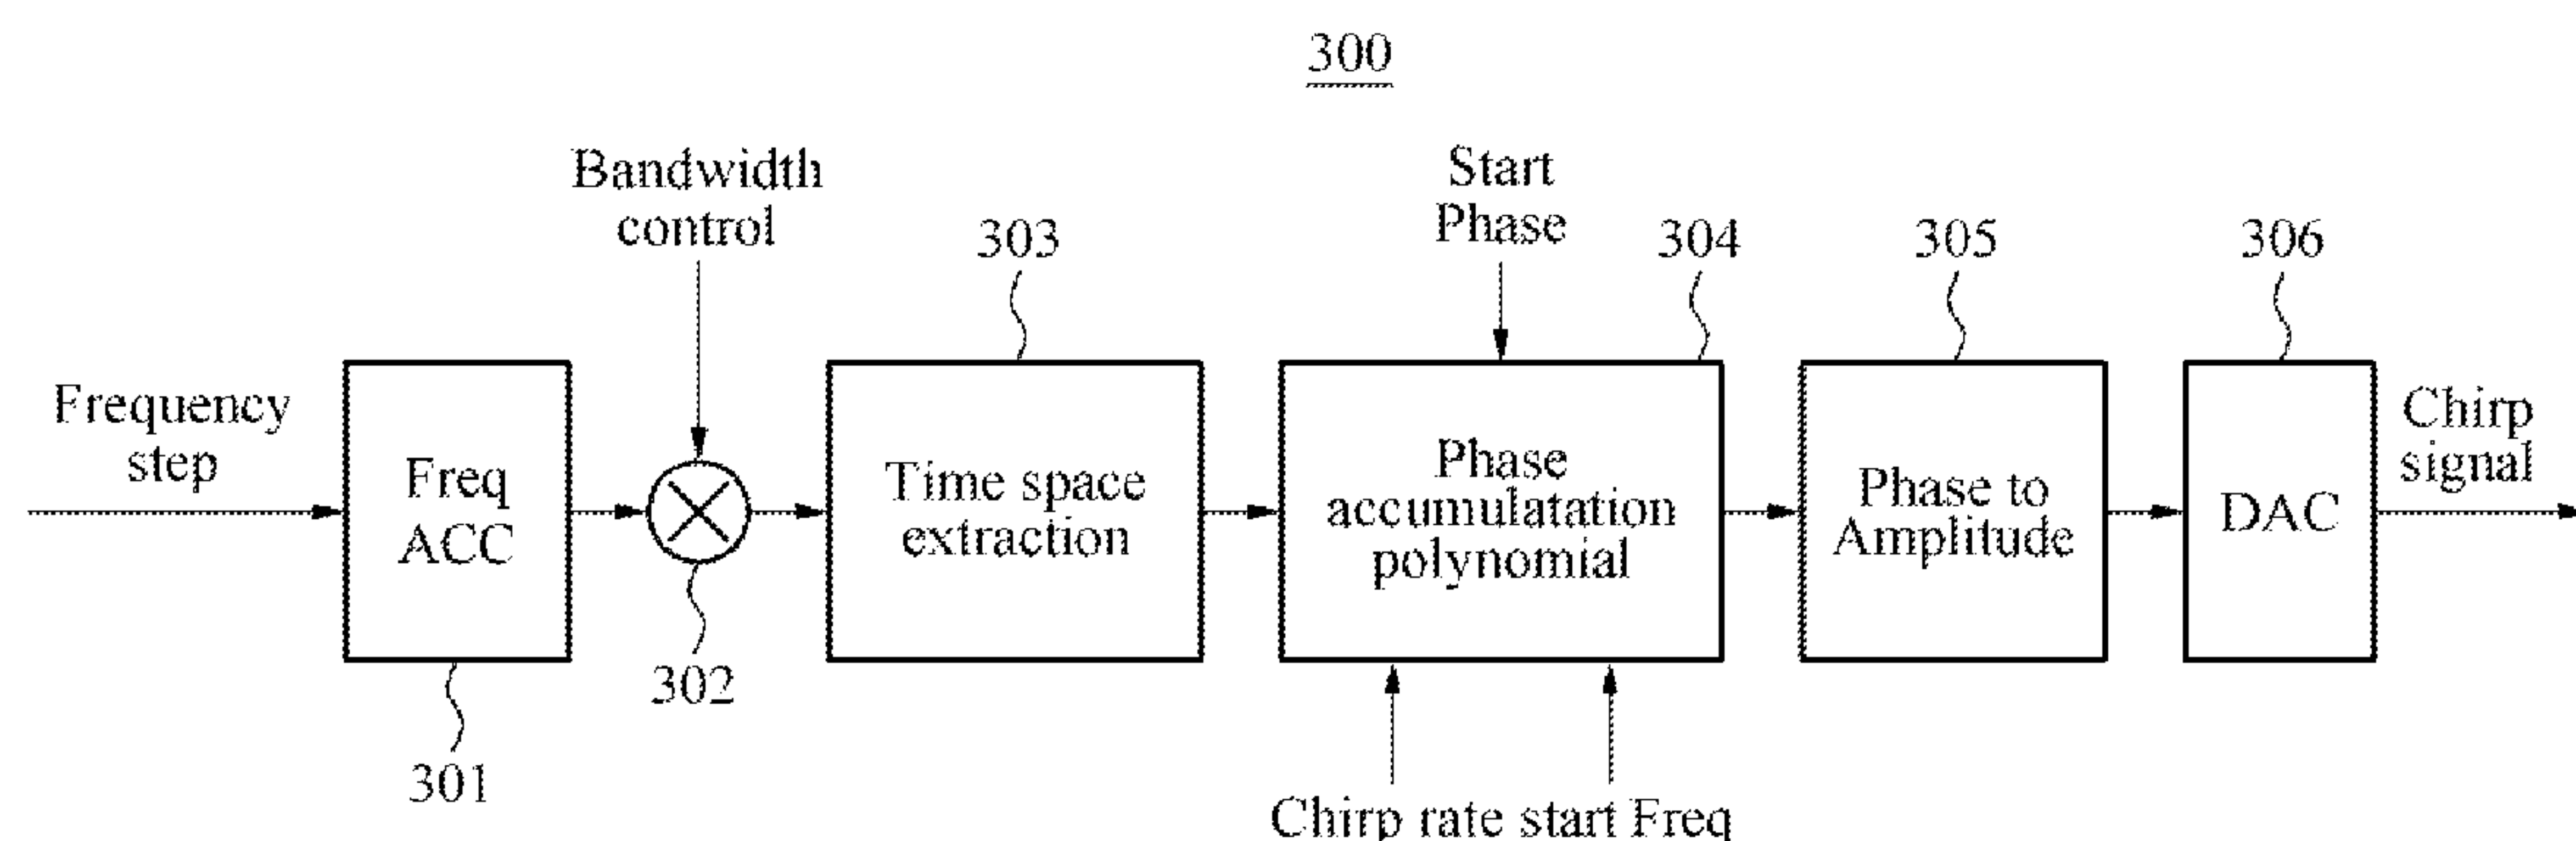 300
Bandwidth
control
Start
Phase
303
304
305
306
Frequency
step
Freq
ACC
Time space
extraction
Phase
accumulatation
polynomial
Phase to
Amplitude
DAC
Chirp
signal
302
301
Chirp rate start Freq